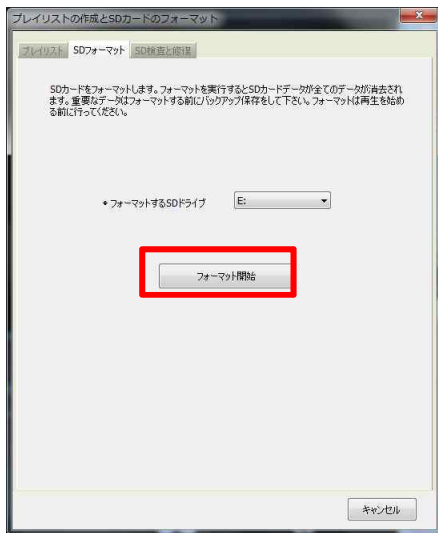 プレイリストの作成とSDカードのフォーマット
プレイリスト SDフォーマット SD検査と修復
SDカードをフォーマットします。フォーマットを実行するとSDカードデータが全てのデータが消去され
ます。重要なデータはフォーマットする前にバックアップ保存をして下さい。フォーマットは再生を始め
る前に行ってください。
* フォーマットするSDドライブ E:
フォーマット開始
キャンセル